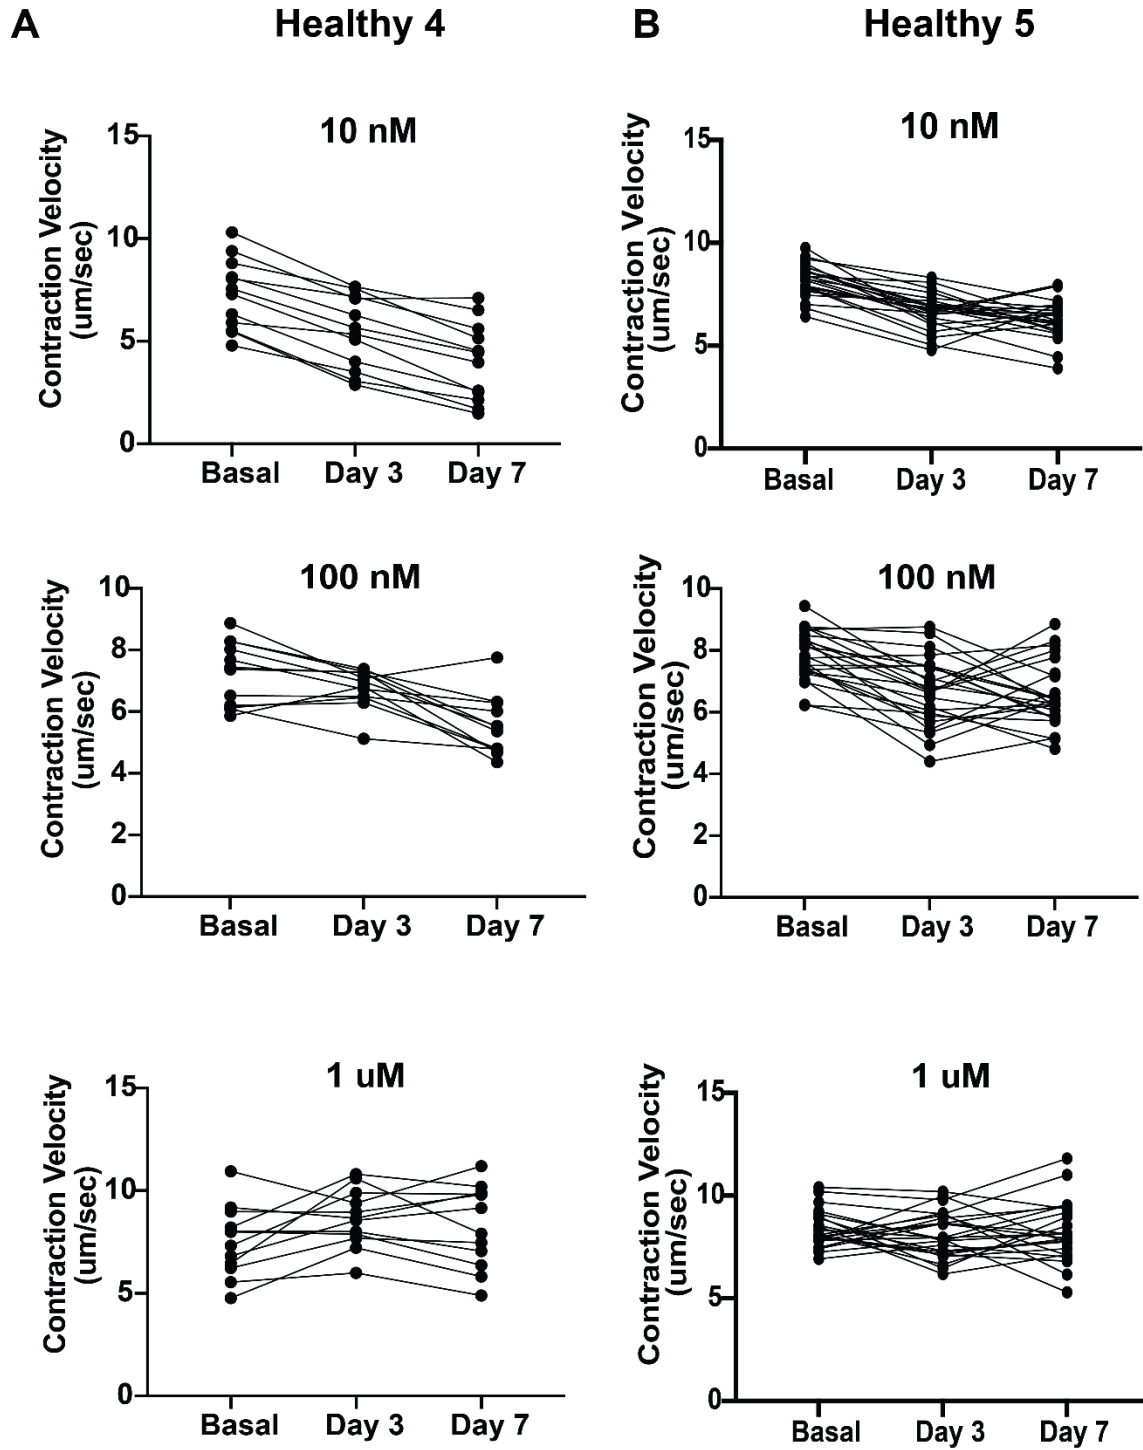 A Healthy 4
B Healthy 5
10 nM
Contraction Velocity
(um/sec)
15
10
5
0
Basal Day 3 Day 7
10 nM
Contraction Velocity
(um/sec)
15
10
5
0
Basal Day 3 Day 7
100 nM
Contraction Velocity
(um/sec)
10
8
6
4
2
0
Basal Day 3 Day 7
100 nM
Contraction Velocity
(um/sec)
10
8
6
4
2
0
Basal Day 3 Day 7
1 uM
Contraction Velocity
(um/sec)
15
10
5
0
Basal Day 3 Day 7
1 uM
Contraction Velocity
(um/sec)
15
10
5
0
Basal Day 3 Day 7